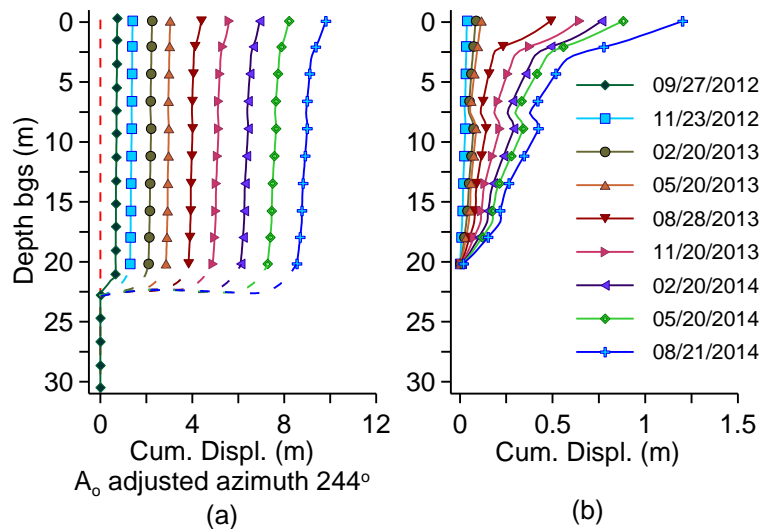 0
5
10
15
20
25
30
Depth bgs (m)
0 4 8 12
Cum. Displ. (m)
Aₒ adjusted azimuth 244º
(a)
0
5
10
15
20
25
30
09/27/2012
11/23/2012
02/20/2013
05/20/2013
08/28/2013
11/20/2013
02/20/2014
05/20/2014
08/21/2014
0 0.5 1 1.5
Cum. Displ. (m)
(b)